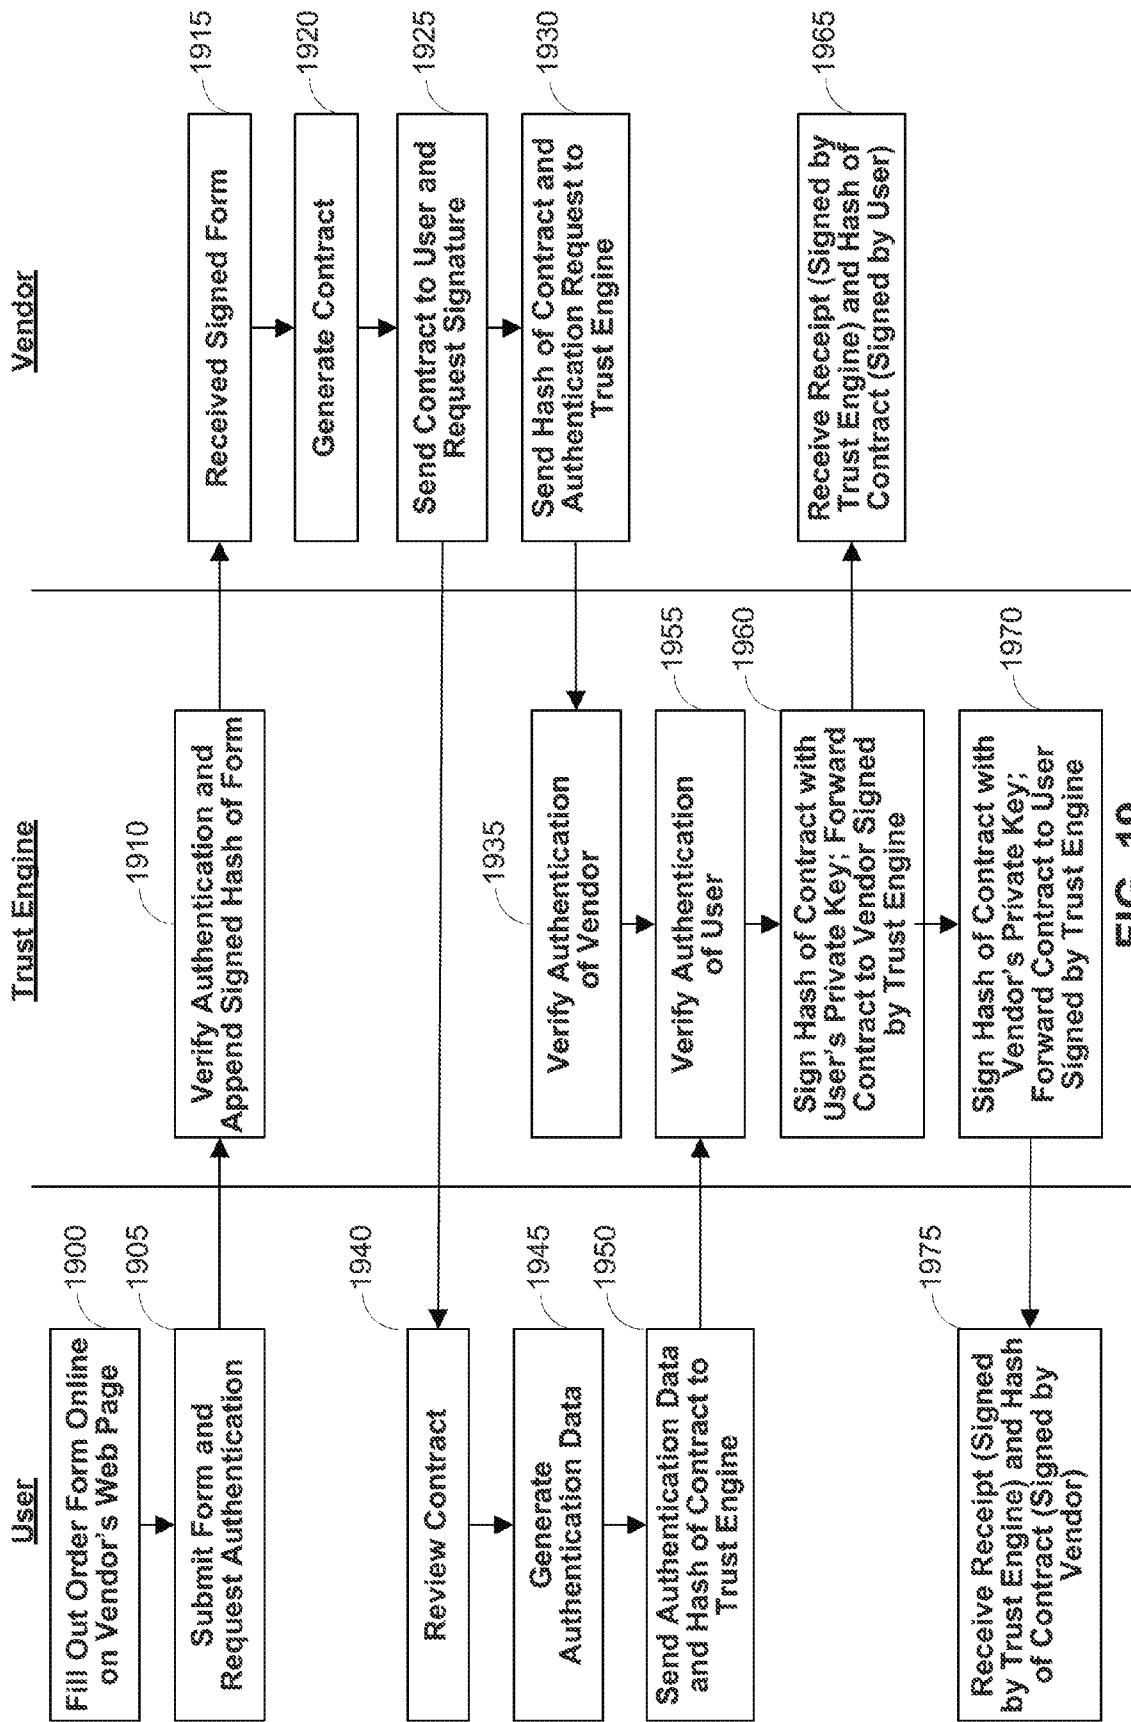 User
Trust Engine
Vendor
1900
Fill Out Order Form Online
on Vendor's Web Page
1905
Submit Form and
Request Authentication
1910
Verify Authentication and
Append Signed Hash of Form
1915
Received Signed Form
1920
Generate Contract
1925
Send Contract to User and
Request Signature
1930
Send Hash of Contract and
Authentication Request to
Trust Engine
1935
Verify Authentication
of Vendor
1940
Review Contract
1945
Generate
Authentication Data
1950
Send Authentication Data
and Hash of Contract to
Trust Engine
1955
Verify Authentication
of User
1960
Sign Hash of Contract with
User's Private Key; Forward
Contract to Vendor Signed
by Trust Engine
1965
Receive Receipt (Signed by
Trust Engine) and Hash of
Contract (Signed by User)
1970
Sign Hash of Contract with
Vendor's Private Key;
Forward Contract to User
Signed by Trust Engine
1975
Receive Receipt (Signed
by Trust Engine) and Hash
of Contract (Signed by
Vendor)